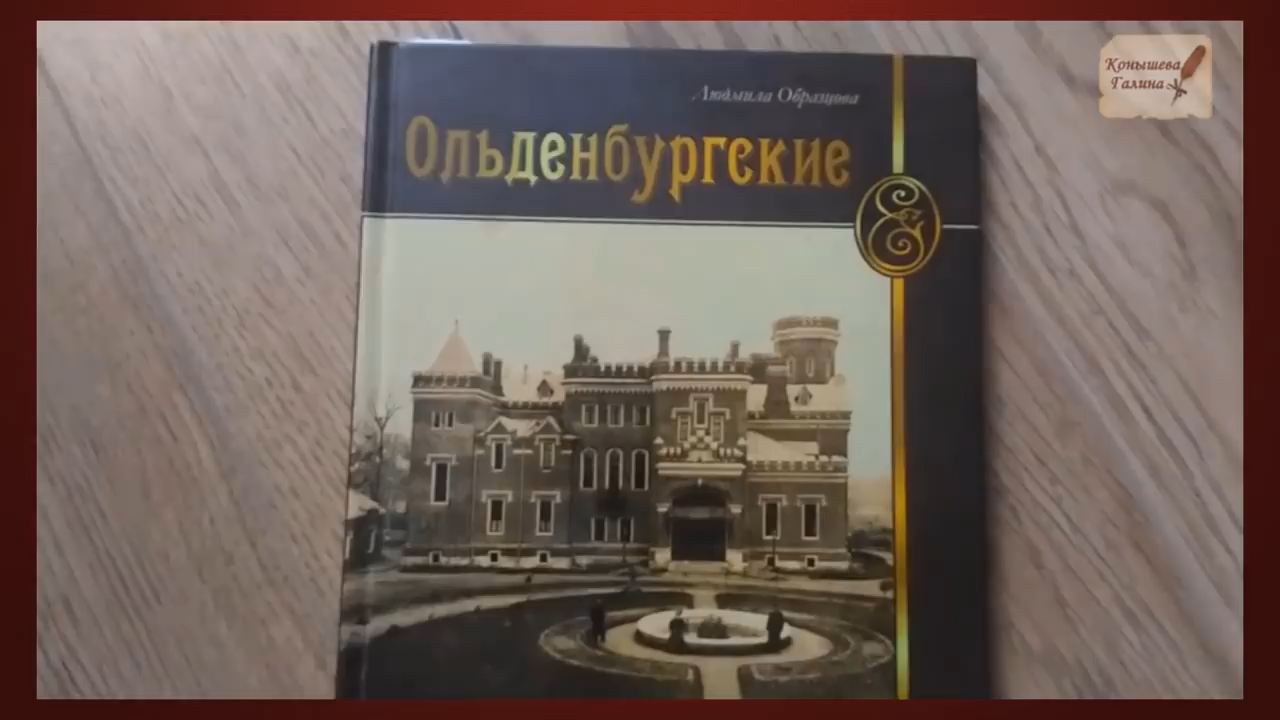 Людмила Образцова
Ольденбургские
Конышева
Галина